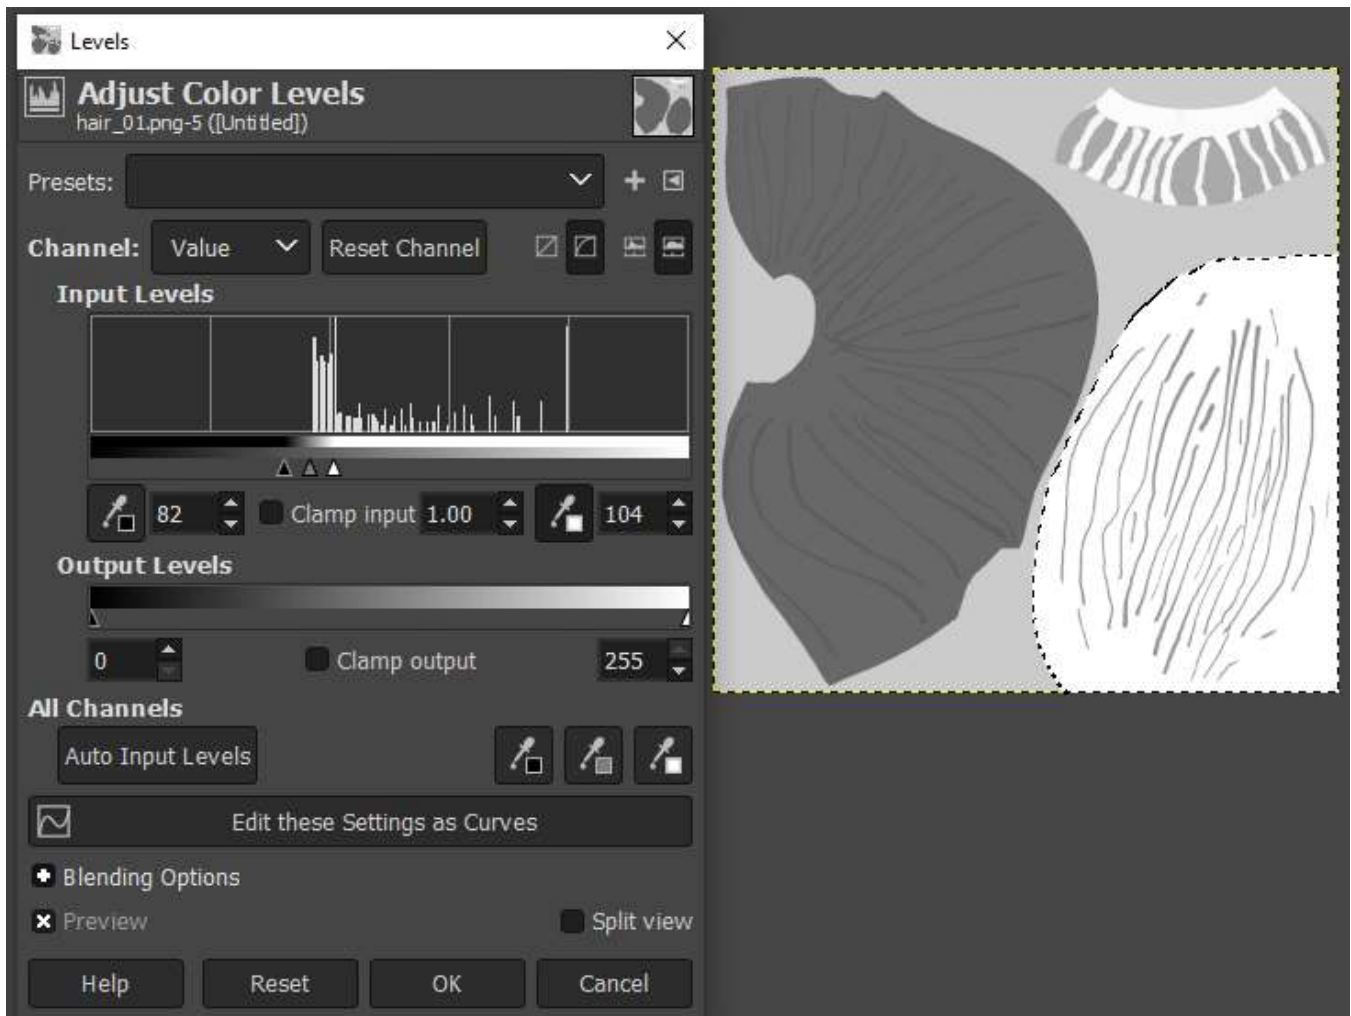 Levels
Adjust Color Levels
hair_01.png-5 ([Untitled])
Presets:
Channel: Value Reset Channel
Input Levels
82 Clamp input 1.00 104
Output Levels
0 Clamp output 255
All Channels
Auto Input Levels
Edit these Settings as Curves
Blending Options
Preview Split view
Help Reset OK Cancel